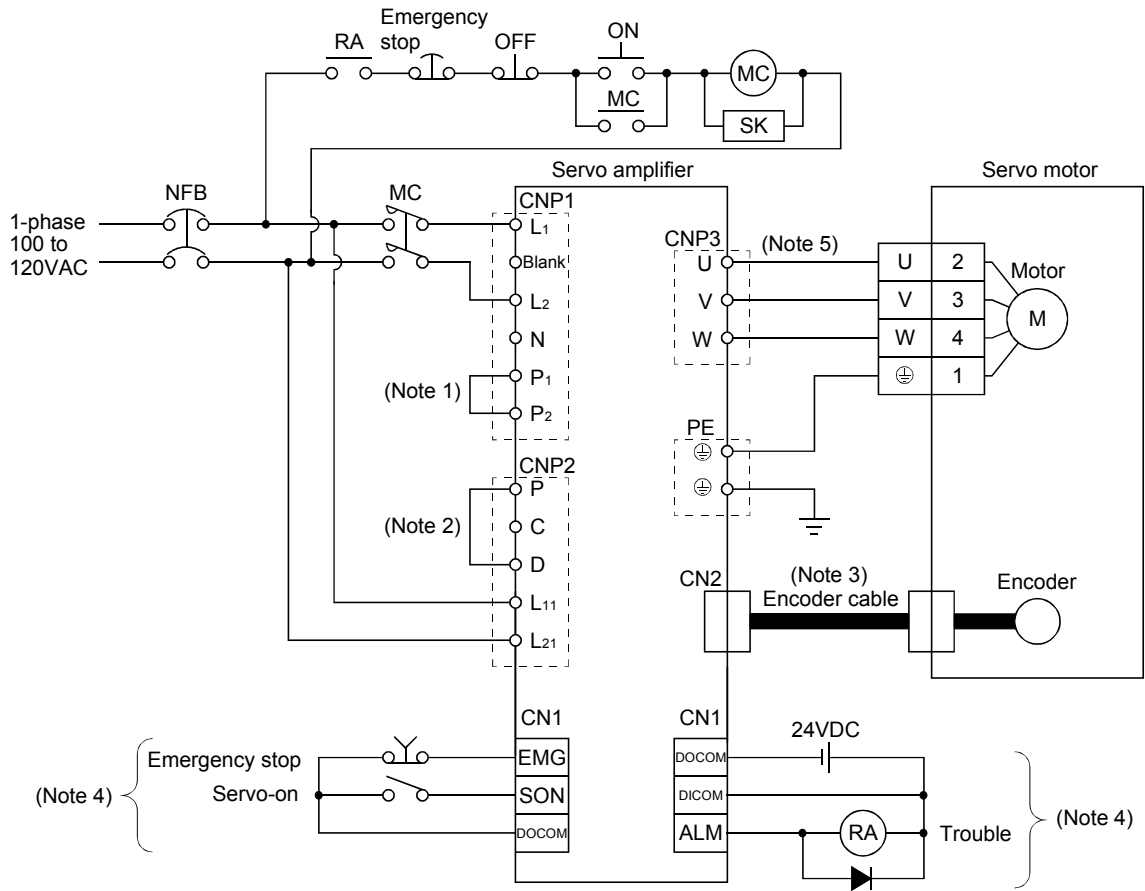 Emergency
stop
RA
OFF
ON
MC
MC
SK
Servo amplifier
Servo motor
NFB
MC
CNP1
1-phase
100 to
120VAC
L1
Blank
L2
N
P1
P2
(Note 1)
CNP3
U
V
W
(Note 5)
U 2
V 3
W 4
1
Motor
M
PE
CNP2
P
C
D
L11
L21
(Note 2)
CN2
(Note 3)
Encoder cable
Encoder
CN1
EMG
SON
DOCOM
Emergency stop
Servo-on
(Note 4)
CN1
DOCOM
DICOM
ALM
24VDC
RA
Trouble
(Note 4)